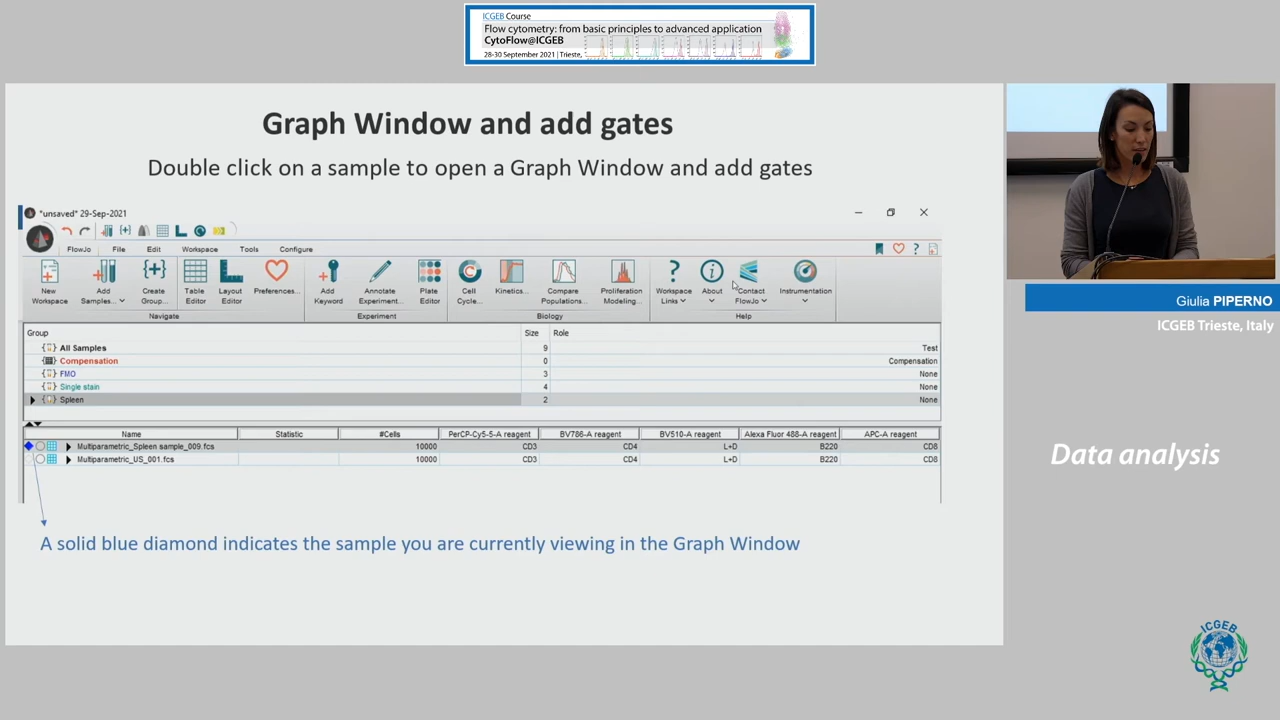 ICGEB Course
Flow cytometry: from basic principles to advanced application
CytoFlow@ICGEB
28-30 September 2021 | Trieste,
Graph Window and add gates
Double click on a sample to open a Graph Window and add gates
*unsaved* 29-Sep-2021
FlowJo File Edit Workspace Tools Configure
New Workspace
Add Samples...
Create Group...
Table Editor
Layout Editor
Preferences...
Add Keyword
Annotate Experiment...
Plate Editor
Cell Cycle...
Kinetics...
Compare Populations...
Proliferation Modeling...
Workspace Links
About
Contact FlowJo
Instrumentation
Navigate Experiment Biology Help
Group Size Role
All Samples 9 Test
Compensation 0 Compensation
FMO 3 None
Single stain 4 None
Spleen 2 None
Name Statistic #Cells PerCP-Cy5-5-A reagent BV786-A reagent BV510-A reagent Alexa Fluor 488-A reagent APC-A reagent
Multiparametric_Spleen sample_009.fcs 10000 CD3 CD4 L+D B220 CD8
Multiparametric_US_001.fcs 10000 CD3 CD4 L+D B220 CD8
A solid blue diamond indicates the sample you are currently viewing in the Graph Window
Giulia PIPERNO
ICGEB Trieste, Italy
Data analysis
ICGEB